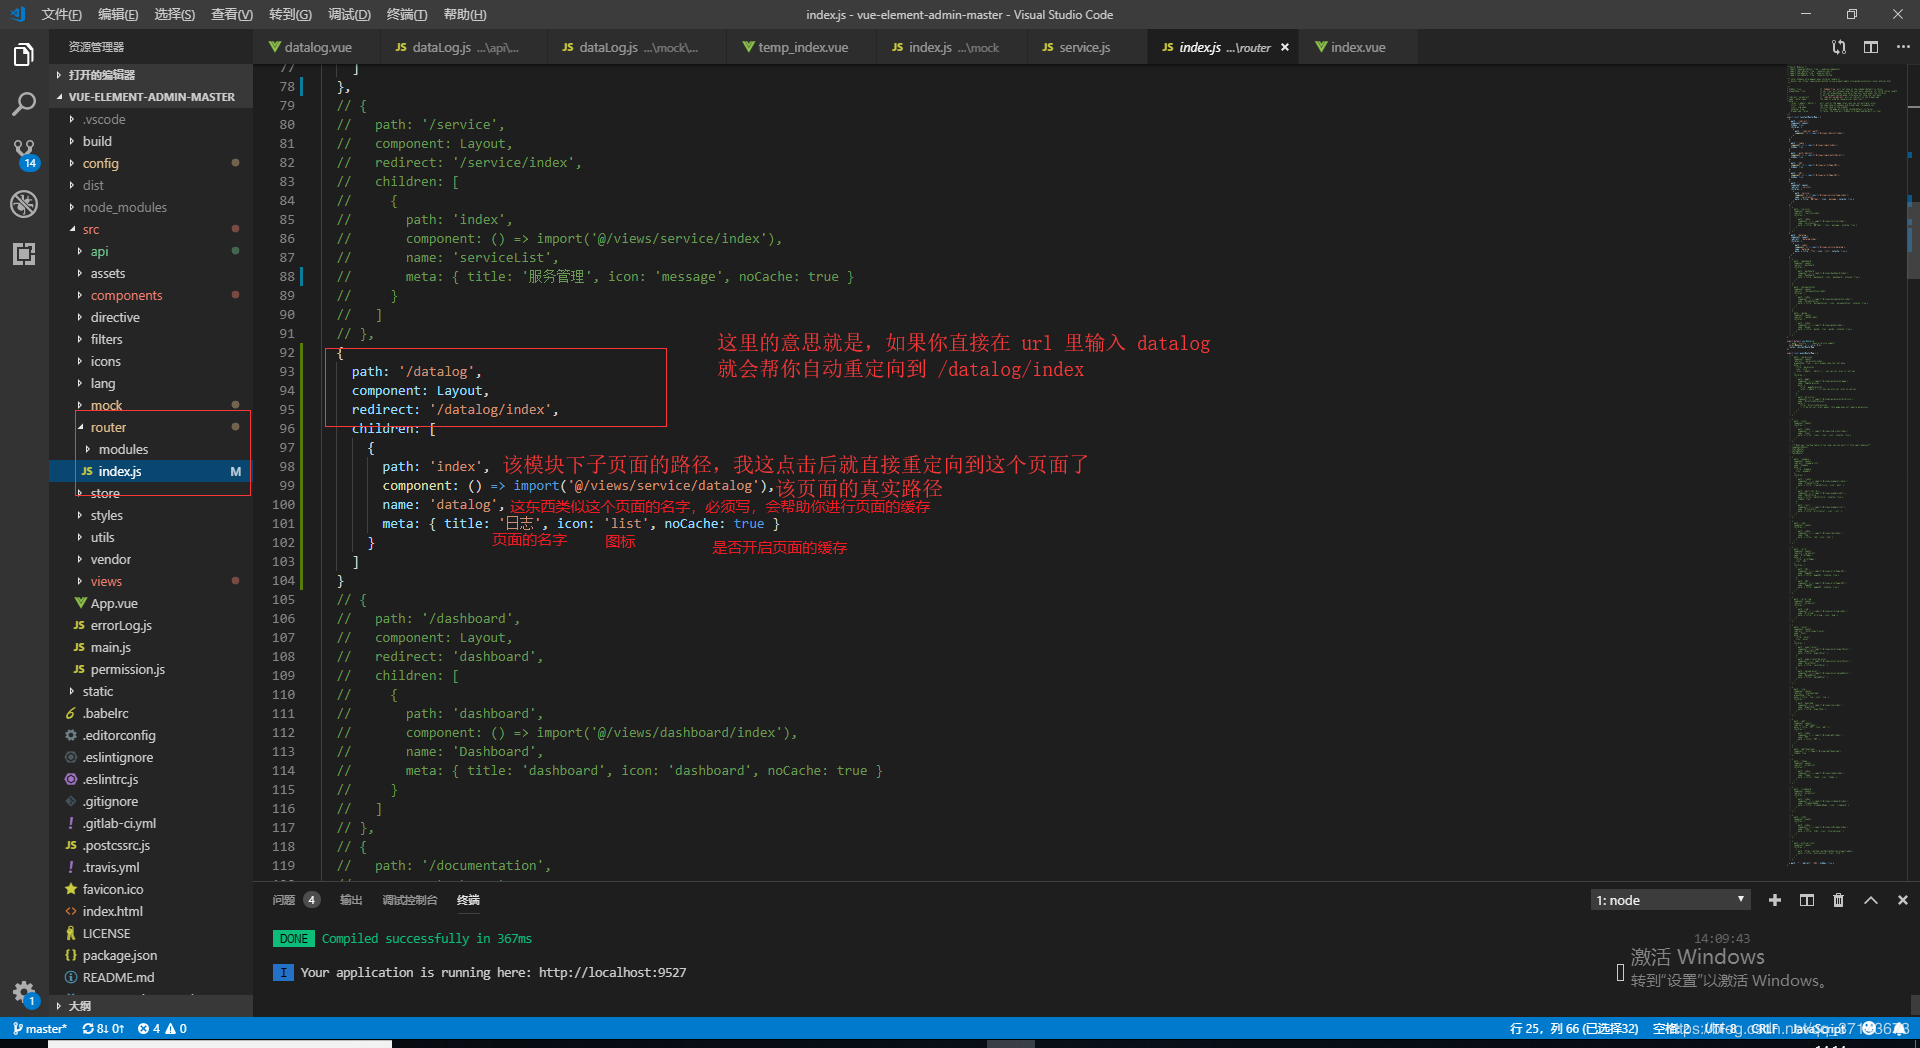 文件(F) 编辑(E) 选择(S) 查看(V) 转到(G) 调试(D) 终端(T) 帮助(H) index.js - vue-element-admin-master - Visual Studio Code
资源管理器
datalog.vue JS dataLog.js ...\api\... JS dataLog.js ...\mock\... temp_index.vue JS index.js ...\mock JS service.js JS index.js ...\router × index.vue
打开的编辑器
VUE-ELEMENT-ADMIN-MASTER
.vscode
build
config
dist
node_modules
src
api
assets
components
directive
filters
icons
lang
mock
router
modules
JS index.js M
store
styles
utils
vendor
views
App.vue
JS errorLog.js
JS main.js
JS permission.js
static
.babelrc
.editorconfig
.eslintignore
.eslintrc.js
.gitignore
! .gitlab-ci.yml
JS .postcssrc.js
! .travis.yml
favicon.ico
<> index.html
LICENSE
{} package.json
README.md
大纲
14
1
77 ]
78 },
79 // {
80 //   path: '/service',
81 //   component: Layout,
82 //   redirect: '/service/index',
83 //   children: [
84 //     {
85 //       path: 'index',
86 //       component: () => import('@/views/service/index'),
87 //       name: 'serviceList',
88 //       meta: { title: '服务管理', icon: 'message', noCache: true }
89 //     }
90 //   ]
91 // },
92 {
93   path: '/datalog',
94   component: Layout,
95   redirect: '/datalog/index',
这里的意思就是，如果你直接在 url 里输入 datalog
就会帮你自动重定向到 /datalog/index
96   children: [
97     {
98       path: 'index', 该模块下子页面的路径，我这点击后就直接重定向到这个页面了
99       component: () => import('@/views/service/datalog'), 该页面的真实路径
100       name: 'datalog', 这东西类似这个页面的名字，必须写，会帮助你进行页面的缓存
101       meta: { title: '日志', icon: 'list', noCache: true }
页面的名字 图标 是否开启页面的缓存
102     }
103   ]
104 }
105 // {
106 //   path: '/dashboard',
107 //   component: Layout,
108 //   redirect: 'dashboard',
109 //   children: [
110 //     {
111 //       path: 'dashboard',
112 //       component: () => import('@/views/dashboard/index'),
113 //       name: 'Dashboard',
114 //       meta: { title: 'dashboard', icon: 'dashboard', noCache: true }
115 //     }
116 //   ]
117 // },
118 // {
119 //   path: '/documentation',
问题 4 输出 调试控制台 终端 1: node
DONE Compiled successfully in 367ms
14:09:43
I Your application is running here: http://localhost:9527
激活 Windows
转到“设置”以激活 Windows。
master* 8↓ 0↑ 4 0 行 25，列 66 (已选择32) 空格: 2 UTF-8 CRLF JavaScript